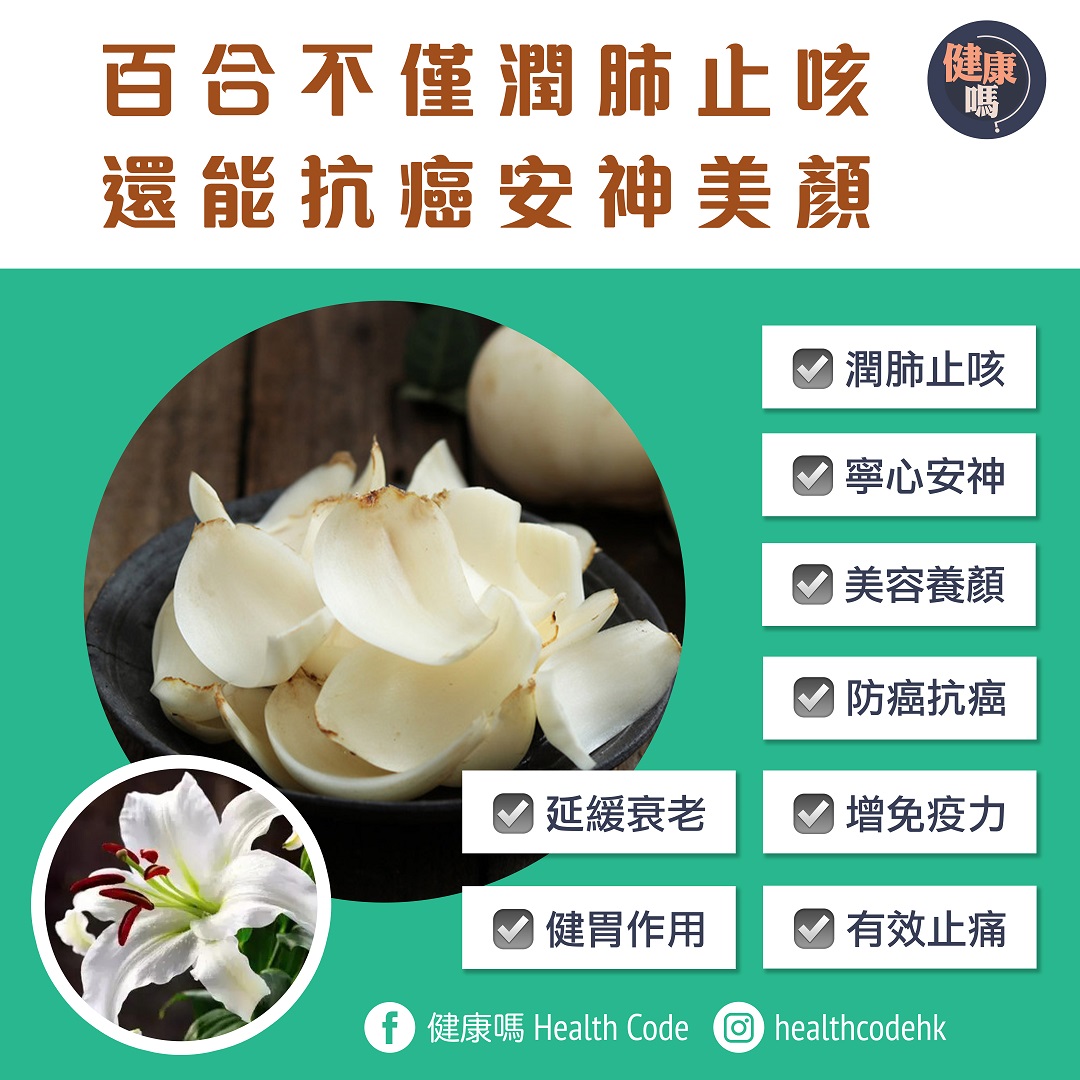 百合不僅潤肺止咳
還能抗癌安神美顏
健康
嗎?
潤肺止咳
寧心安神
美容養顏
防癌抗癌
延緩衰老
增免疫力
健胃作用
有效止痛
健康嗎 Health Code
healthcodehk